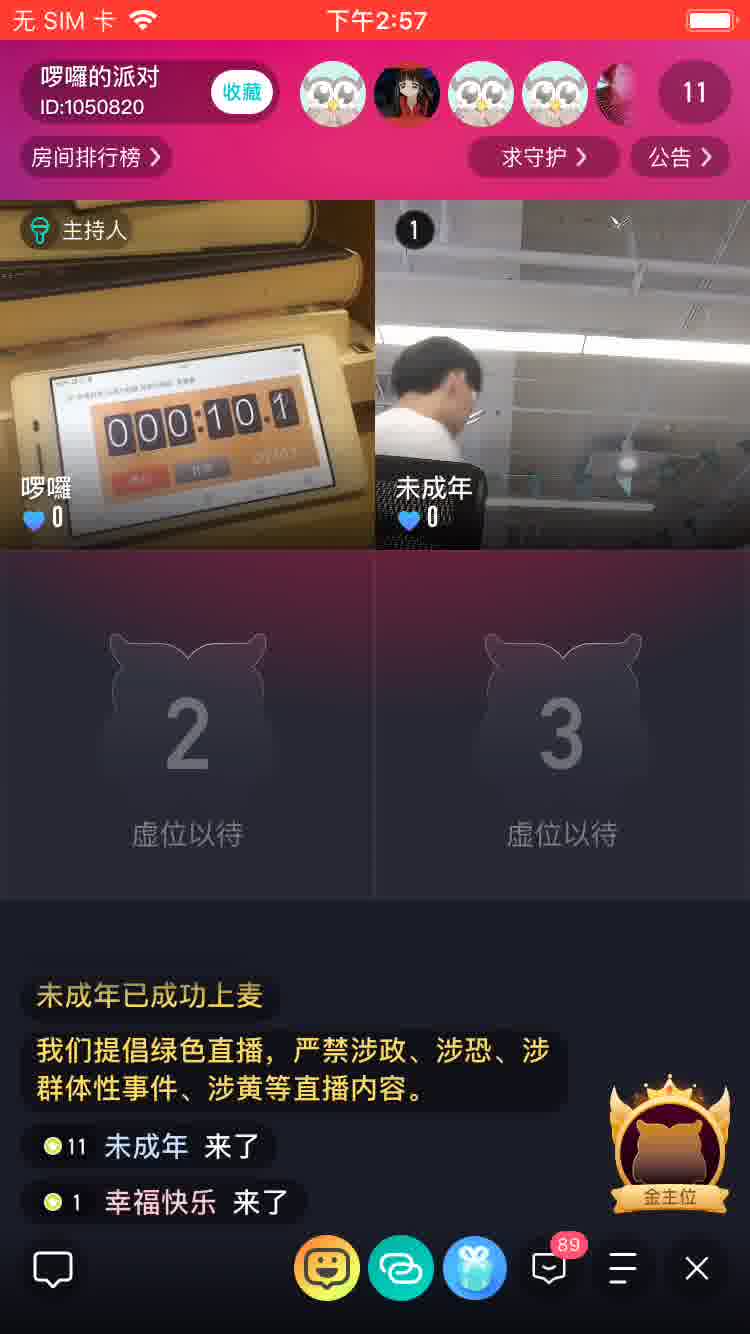 无 SIM 卡
下午2:57
啰囉的派对
ID:1050820
收藏
11
房间排行榜
求守护
公告
主持人
1
000:10.1
啰囉
0
未成年
0
2
3
虚位以待
虚位以待
未成年已成功上麦
我们提倡绿色直播，严禁涉政、涉恐、涉
群体性事件、涉黄等直播内容。
11 未成年 来了
1 幸福快乐 来了
金主位
89